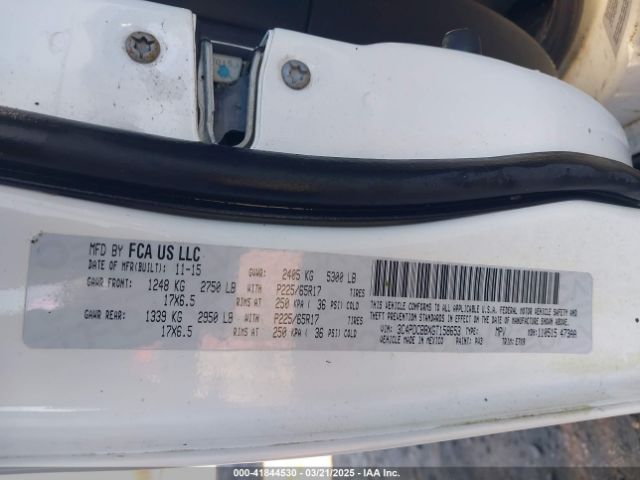 MFD BY FCA US LLC
DATE OF MFR(BUILT): 11-15
GVWR: 2405 KG 5300 LB
GAWR FRONT: 1248 KG 2750 LB WITH P225/65R17 TIRES
17X6.5 RIMS AT 250 KPA ( 36 PSI) COLD
GAWR REAR: 1339 KG 2950 LB WITH P225/65R17 TIRES
17X6.5 RIMS AT 250 KPA ( 36 PSI) COLD
THIS VEHICLE CONFORMS TO ALL APPLICABLE U.S.A. FEDERAL MOTOR VEHICLE SAFETY AND
THEFT PREVENTION STANDARDS IN EFFECT ON THE DATE OF MANUFACTURE SHOWN ABOVE.
VIN: TYPE: MPV MDH: 110515
VEHICLE MADE IN MEXICO PAINT: TRIM:
00-41844530 — 03/21/2025 — IAA Inc.